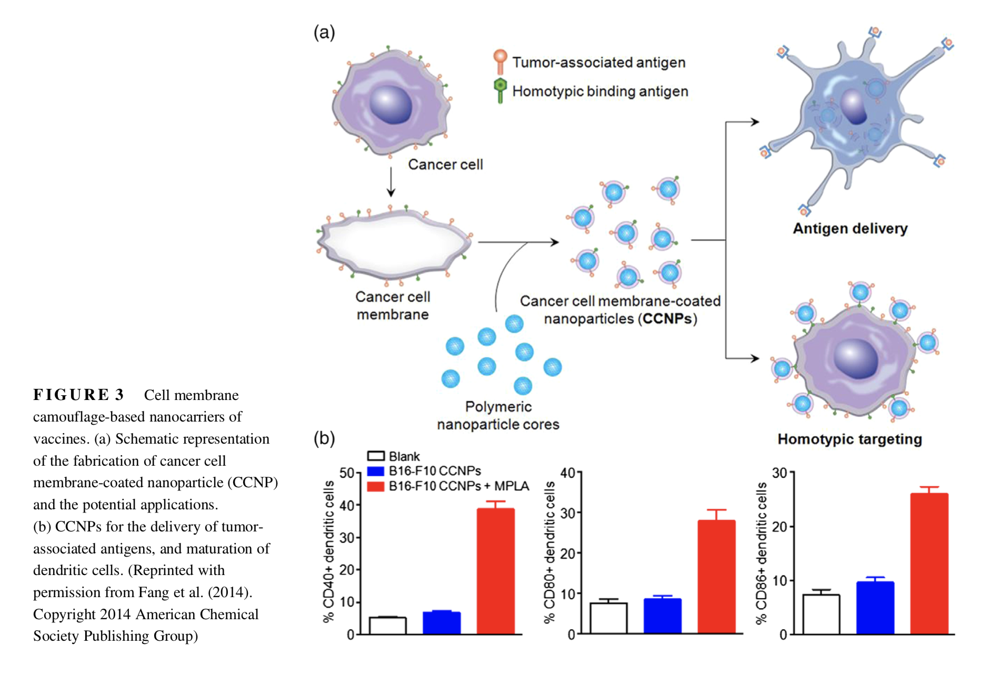 (a)
Tumor-associated antigen
Homotypic binding antigen
Cancer cell
Cancer cell
membrane
Cancer cell membrane-coated
nanoparticles (CCNPs)
Polymeric
nanoparticle cores
Antigen delivery
Homotypic targeting
FIGURE 3 Cell membrane
camouflage-based nanocarriers of
vaccines. (a) Schematic representation
of the fabrication of cancer cell
membrane-coated nanoparticle (CCNP)
and the potential applications.
(b) CCNPs for the delivery of tumor-
associated antigens, and maturation of
dendritic cells. (Reprinted with
permission from Fang et al. (2014).
Copyright 2014 American Chemical
Society Publishing Group)
(b)
Blank
B16-F10 CCNPs
B16-F10 CCNPs + MPLA
% CD40+ dendritic cells
50
40
30
20
10
0
% CD80+ dendritic cells
40
30
20
10
0
% CD86+ dendritic cells
30
20
10
0